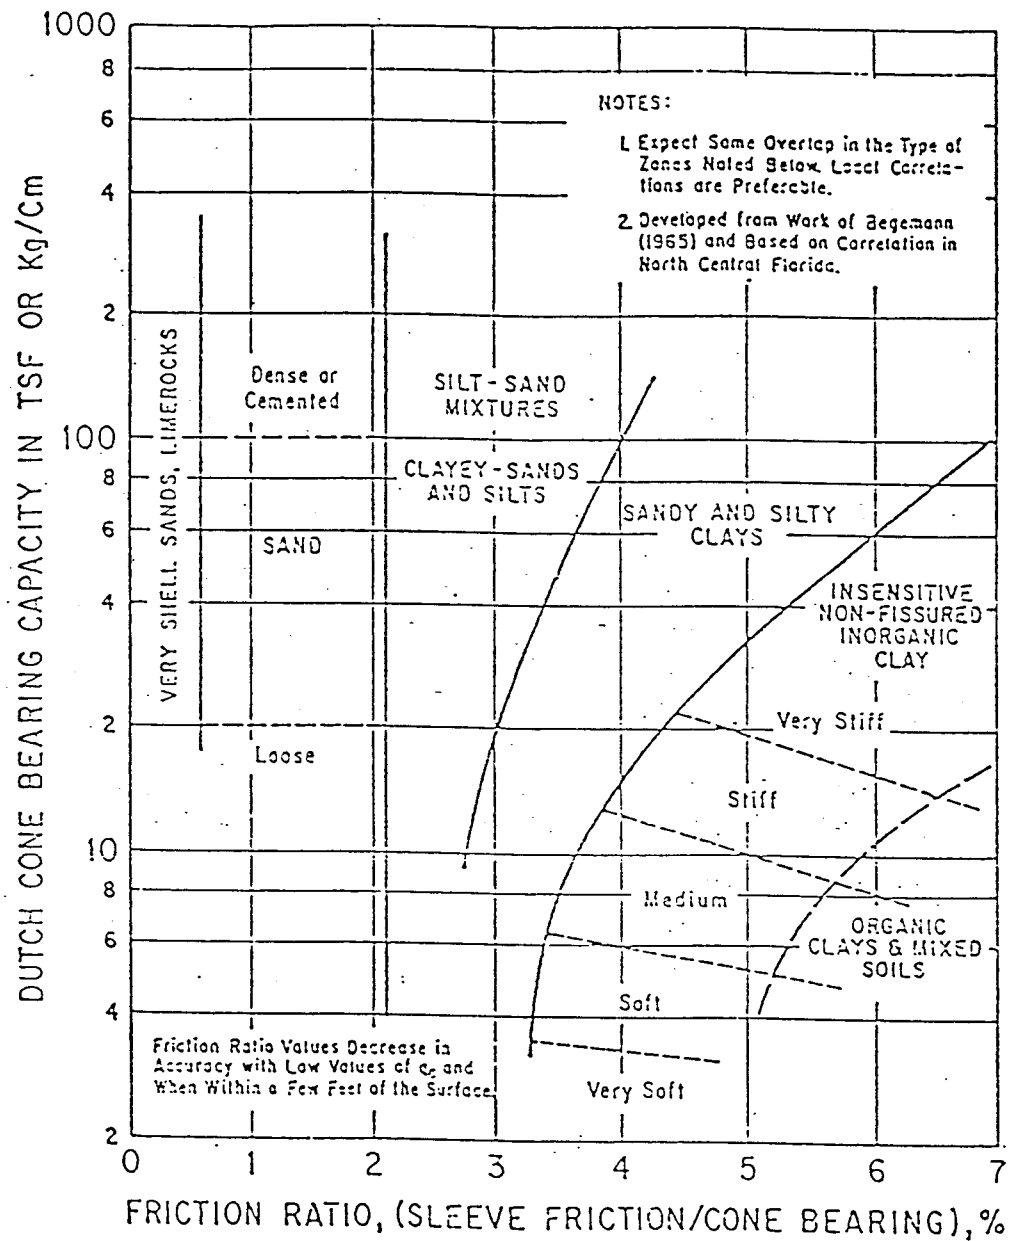 DUTCH CONE BEARING CAPACITY IN TSF OR Kg/Cm
1000
8
6
4
2
100
8
6
4
2
10
8
6
4
2
NOTES:
1. Expect Some Overlap in the Type of
Zones Noted Below. Local Correla-
tions are Preferable.
2. Developed from Work of Begemann
(1965) and Based on Correlation in
North Central Florida.
VERY SHELL SANDS, LIMEROCKS
Dense or
Cemented
SAND
Loose
SILT-SAND
MIXTURES
CLAYEY-SANDS
AND SILTS
SANDY AND SILTY
CLAYS
INSENSITIVE
NON-FISSURED
INORGANIC
CLAY
Very Stiff
Stiff
Medium
ORGANIC
CLAYS & MIXED
SOILS
Soft
Very Soft
Friction Ratio Values Decrease in
Accuracy with Low Values of qc and
When Within a Few Feet of the Surface.
0 1 2 3 4 5 6 7
FRICTION RATIO, (SLEEVE FRICTION/CONE BEARING), %